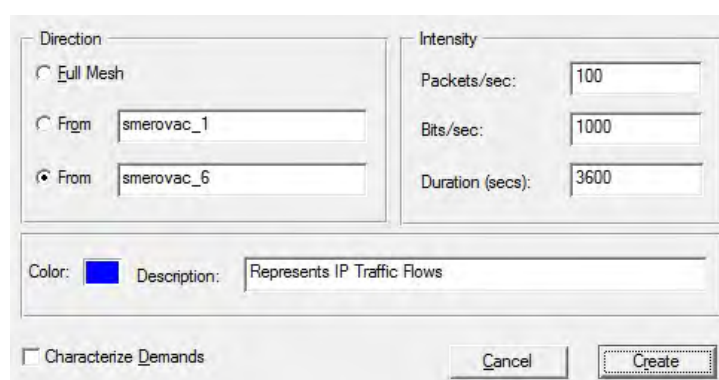 Direction
Full Mesh
From smerovac_1
From smerovac_6
Intensity
Packets/sec: 100
Bits/sec: 1000
Duration (secs): 3600
Color: Description: Represents IP Traffic Flows
Characterize Demands
Cancel Create